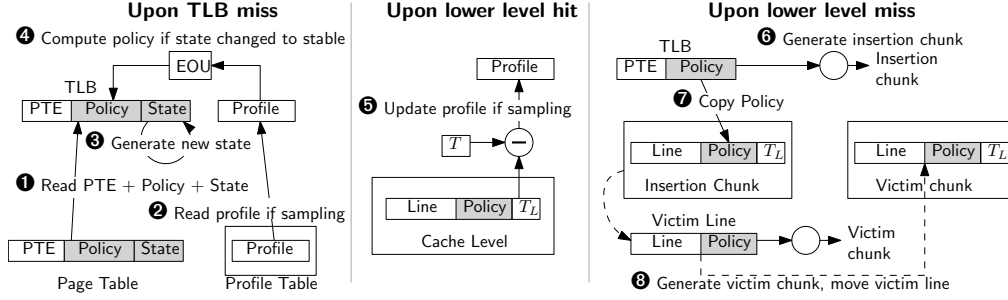 Upon TLB miss
❹ Compute policy if state changed to stable
EOU
TLB
PTE Policy State
Profile
❸ Generate new state
❶ Read PTE + Policy + State
❷ Read profile if sampling
PTE Policy State
Profile
Page Table
Profile Table
Upon lower level hit
Profile
❺ Update profile if sampling
T
−
Line Policy T_L
Cache Level
Upon lower level miss
❻ Generate insertion chunk
TLB
PTE Policy
Insertion
chunk
❼ Copy Policy
Line Policy T_L
Insertion Chunk
Line Policy T_L
Victim chunk
Victim Line
Line Policy
Victim
chunk
❽ Generate victim chunk, move victim line